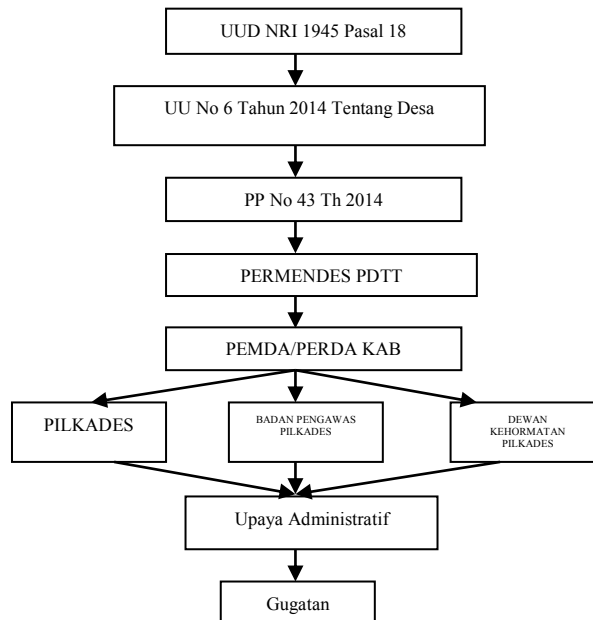 UUD NRI 1945 Pasal 18
UU No 6 Tahun 2014 Tentang Desa
PP No 43 Th 2014
PERMENDES PDTT
PEMDA/PERDA KAB
PILKADES
BADAN PENGAWAS
PILKADES
DEWAN
KEHORMATAN
PILKADES
Upaya Administratif
Gugatan